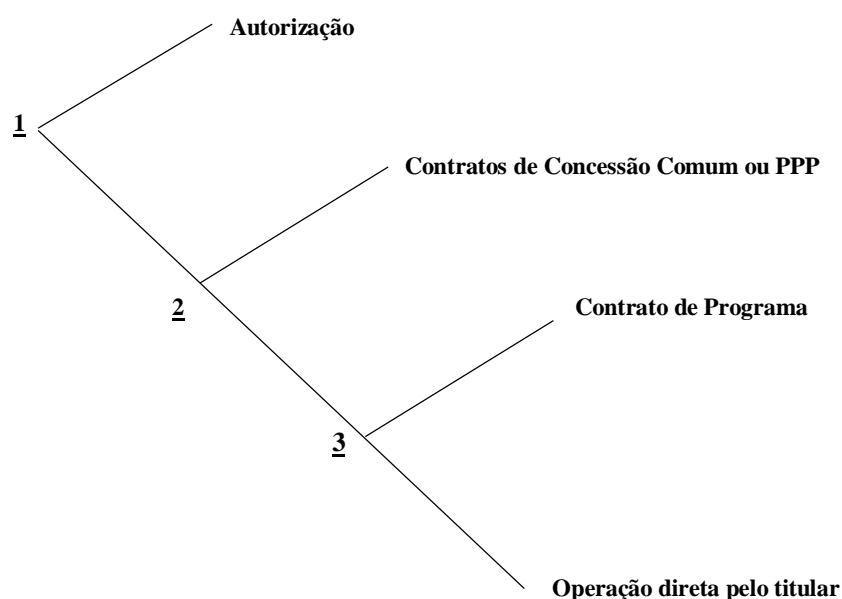 Autorização
1
Contratos de Concessão Comum ou PPP
2
Contrato de Programa
3
Operação direta pelo titular